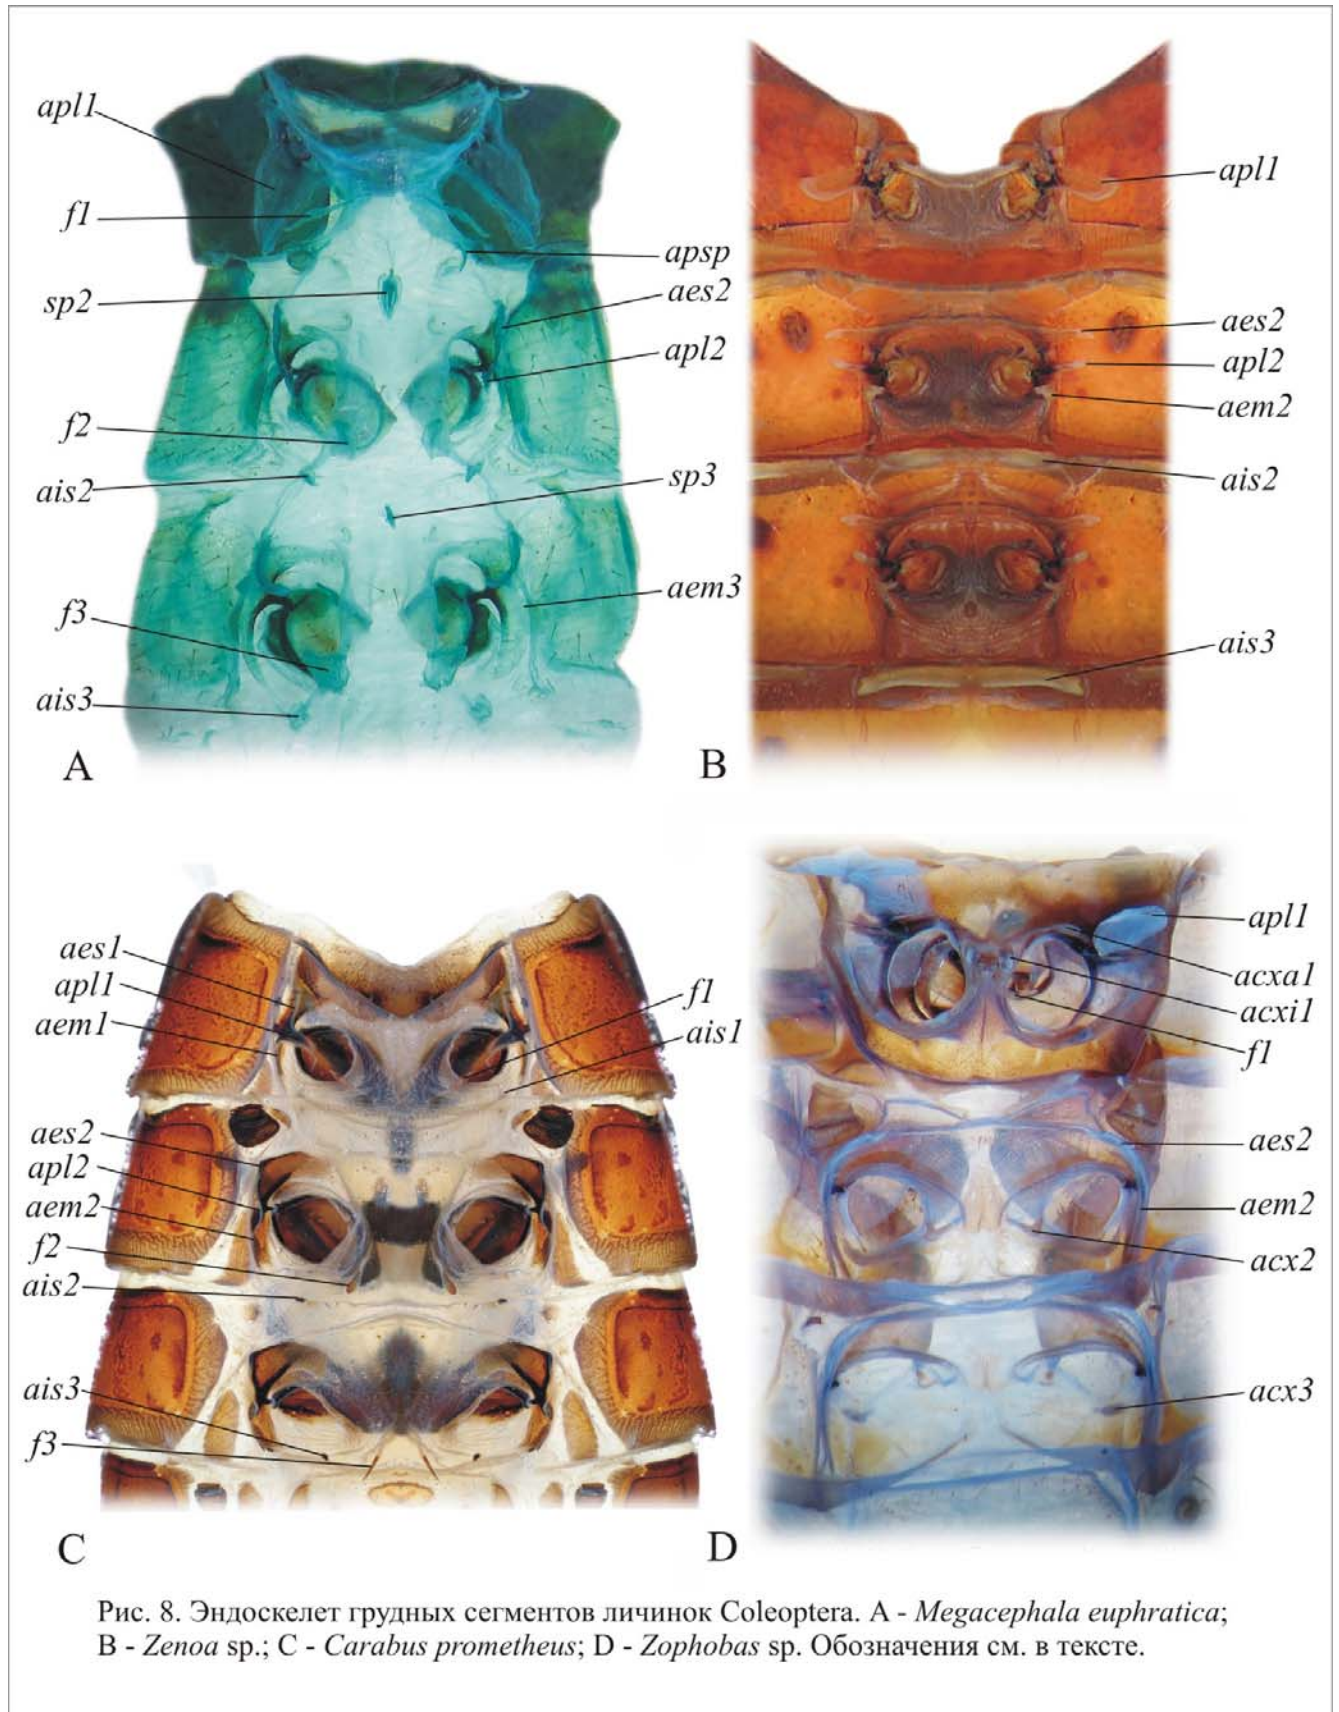 apl1
f1
sp2
f2
ais2
f3
ais3
apsp
aes2
apl2
sp3
aem3
A
apl1
aes2
apl2
aem2
ais2
ais3
B
aes1
apl1
aem1
aes2
apl2
aem2
f2
ais2
ais3
f3
f1
ais1
C
apl1
acxa1
acxi1
f1
aes2
aem2
acx2
acx3
D
Рис. 8. Эндоскелет грудных сегментов личинок Coleoptera. A - Megacephala euphratica;
B - Zenoa sp.; C - Carabus prometheus; D - Zophobas sp. Обозначения см. в тексте.